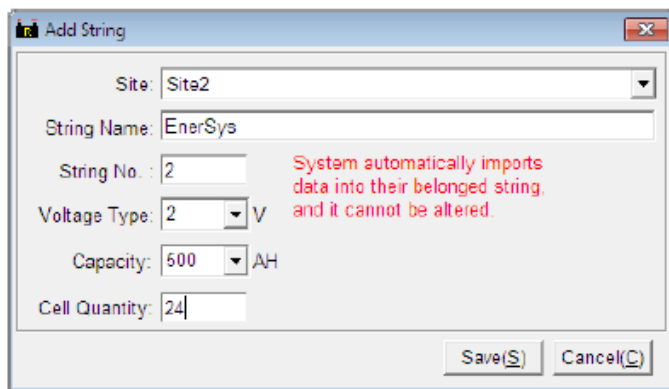 Add String
Site: Site2
String Name: EnerSys
String No. : 2
System automatically imports
data into their belonged string,
and it cannot be altered.
Voltage Type: 2 V
Capacity: 500 AH
Cell Quantity: 24
Save(S) Cancel(C)